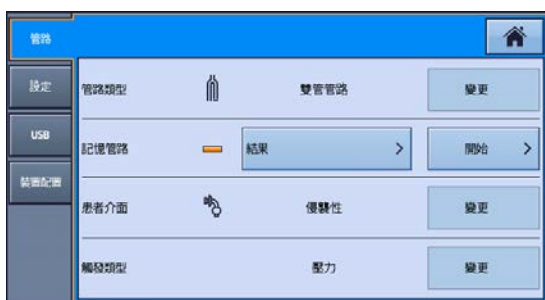 管路
設定
USB
裝置配置
管路類型 雙管管路 變更
記憶管路 結果 開始
患者介面 侵襲性 變更
觸發類型 壓力 變更